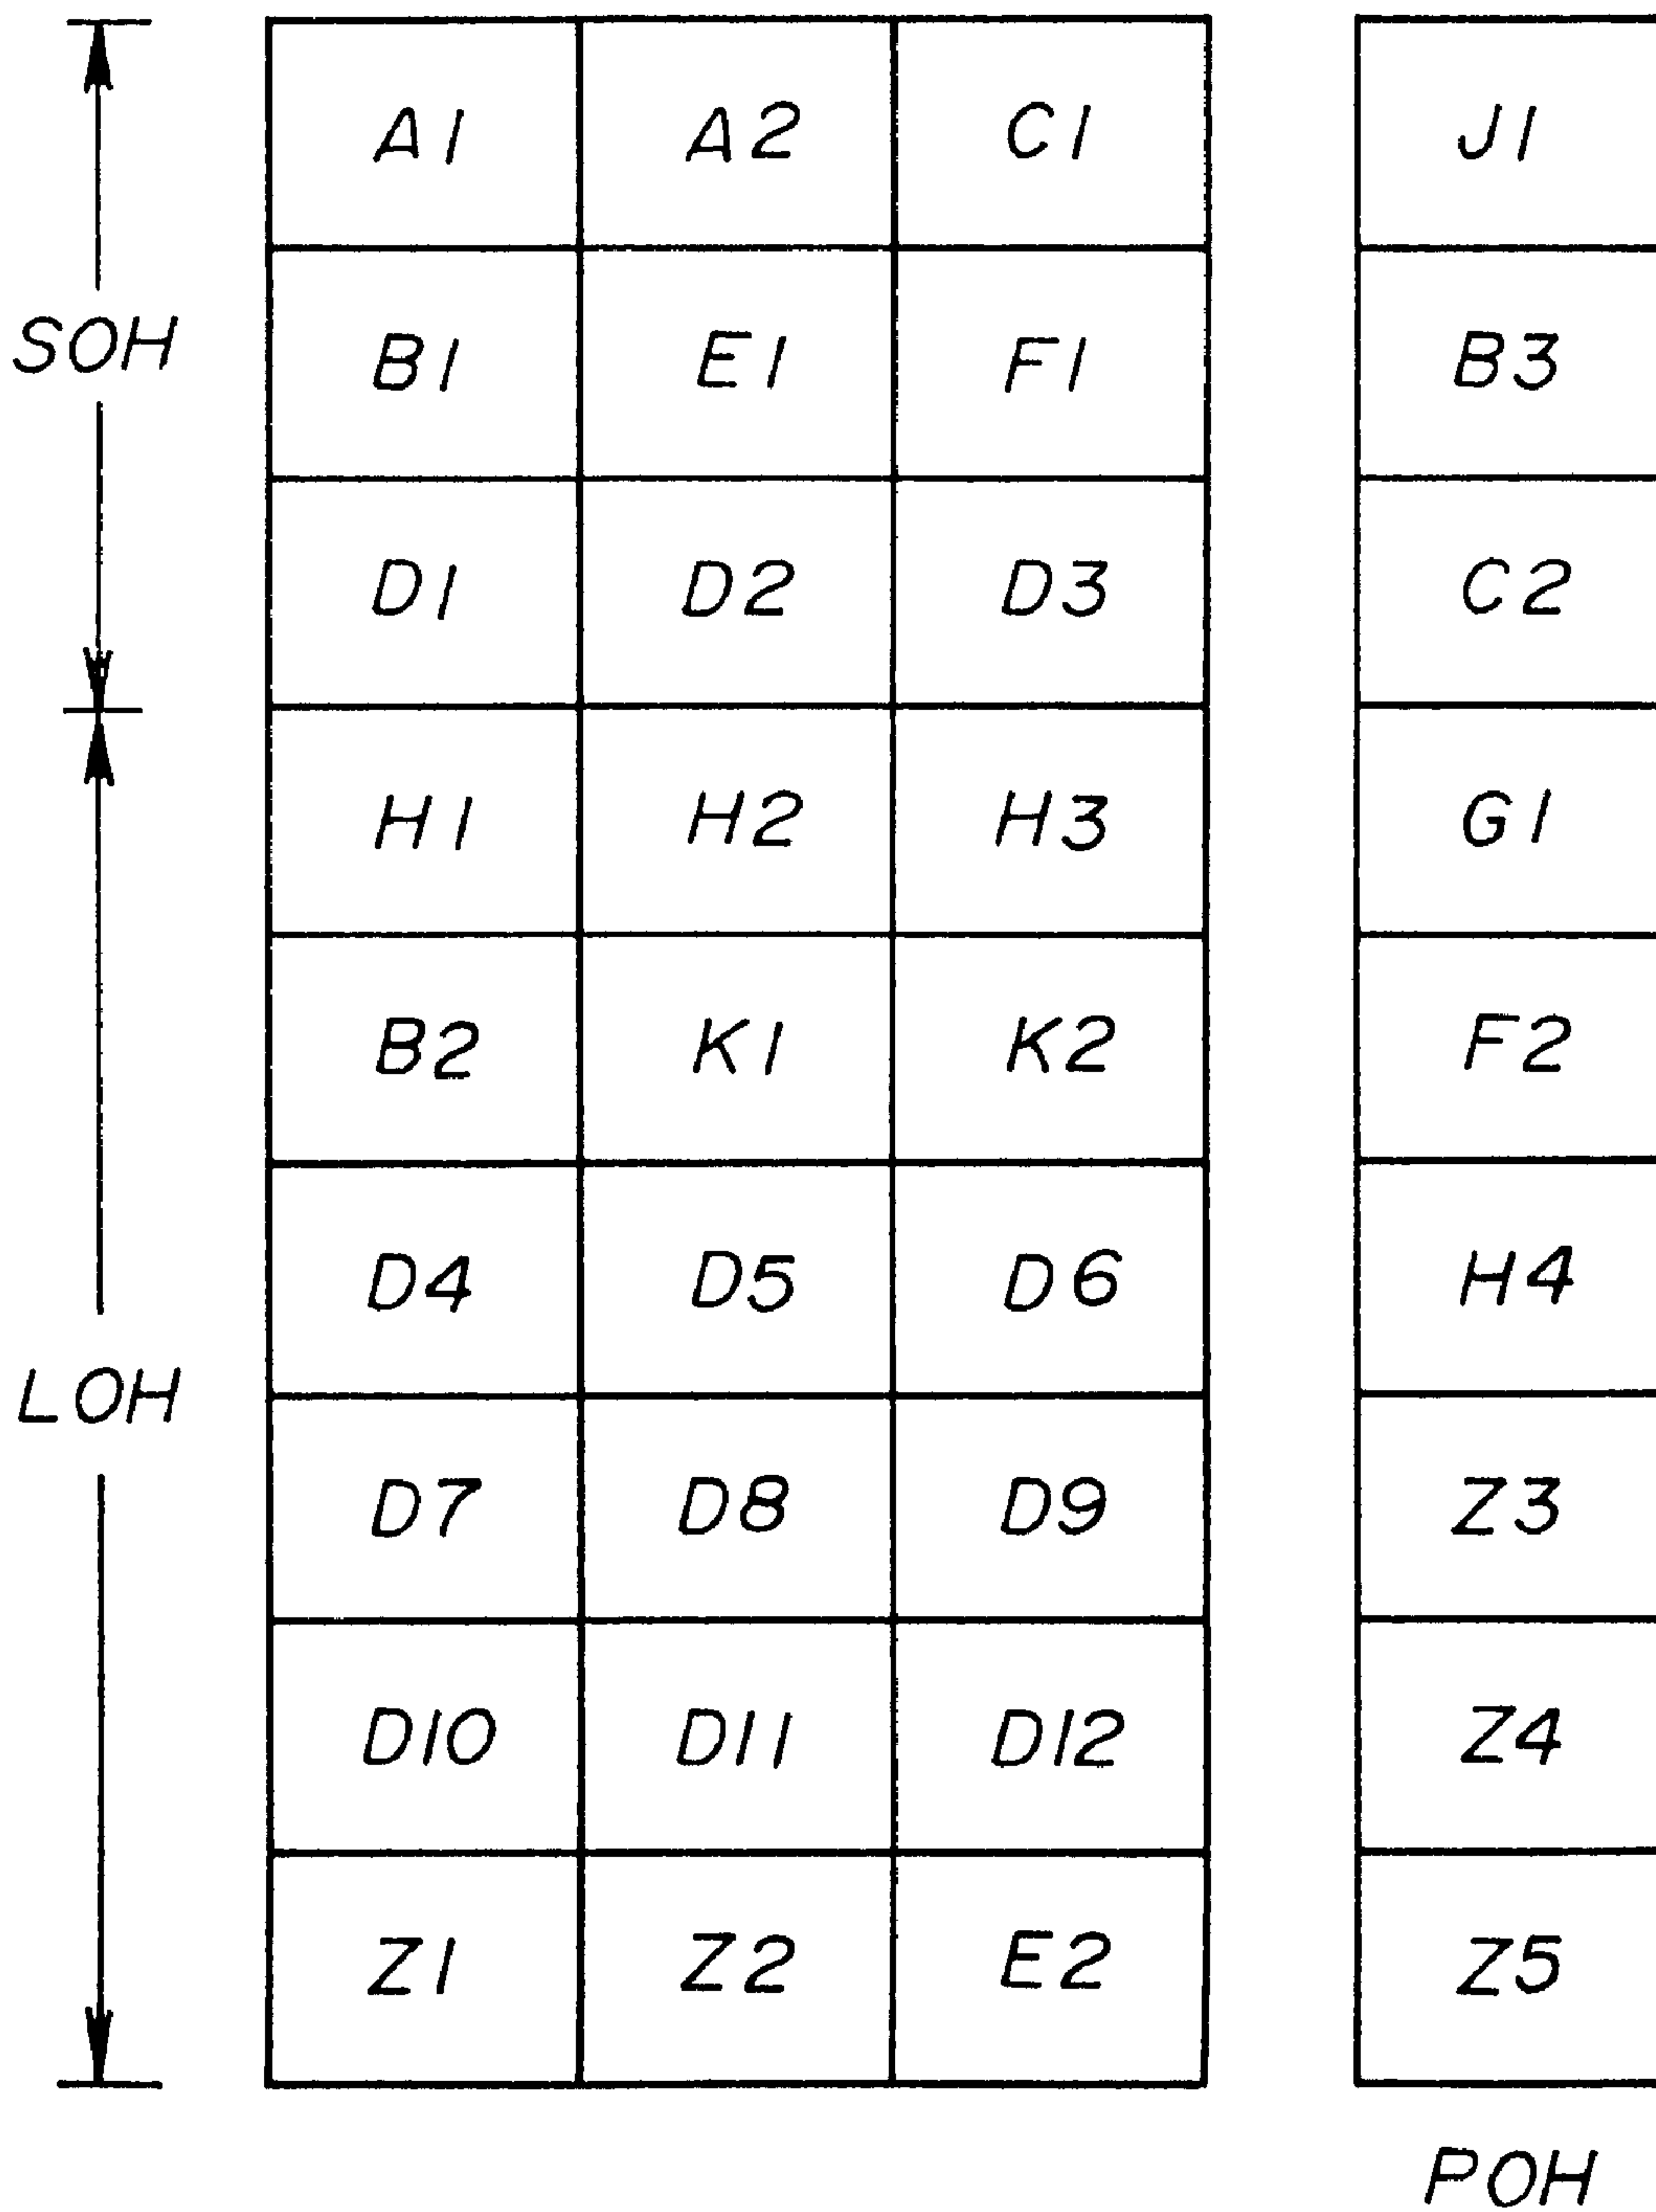 A1 A2 C1 J1
SOH B1 E1 F1 B3
D1 D2 D3 C2
H1 H2 H3 G1
B2 K1 K2 F2
D4 D5 D6 H4
LOH D7 D8 D9 Z3
D10 D11 D12 Z4
Z1 Z2 E2 Z5
POH